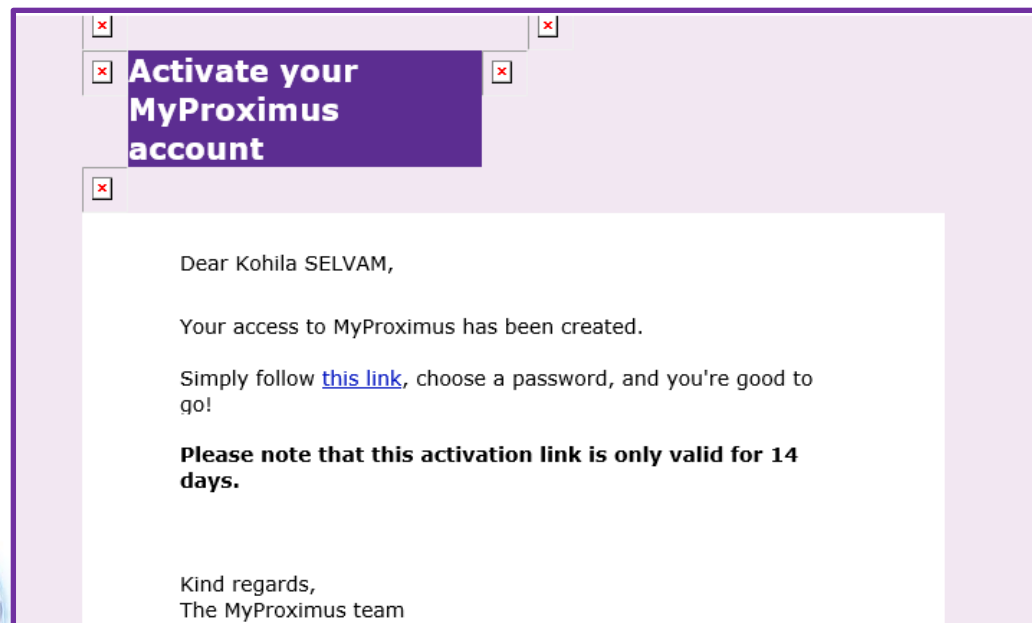 Activate your
MyProximus
account
Dear Kohila SELVAM,
Your access to MyProximus has been created.
Simply follow this link, choose a password, and you're good to
go!
Please note that this activation link is only valid for 14
days.
Kind regards,
The MyProximus team